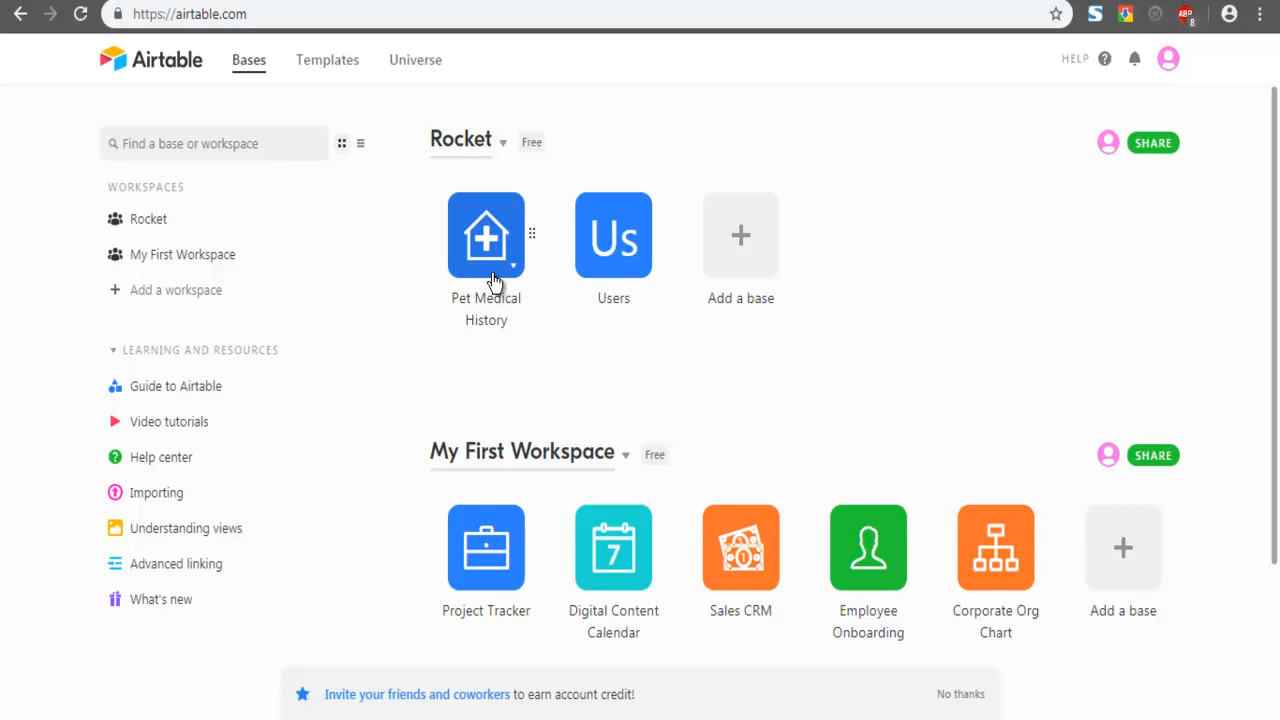 https://airtable.com
ABP
8
Airtable
Bases
Templates
Universe
HELP
Find a base or workspace
WORKSPACES
Rocket
My First Workspace
Add a workspace
LEARNING AND RESOURCES
Guide to Airtable
Video tutorials
Help center
Importing
Understanding views
Advanced linking
What's new
Rocket
Free
SHARE
Us
Pet Medical
History
Users
Add a base
My First Workspace
Free
SHARE
7
1
Project Tracker
Digital Content
Calendar
Sales CRM
Employee
Onboarding
Corporate Org
Chart
Add a base
Invite your friends and coworkers to earn account credit!
No thanks